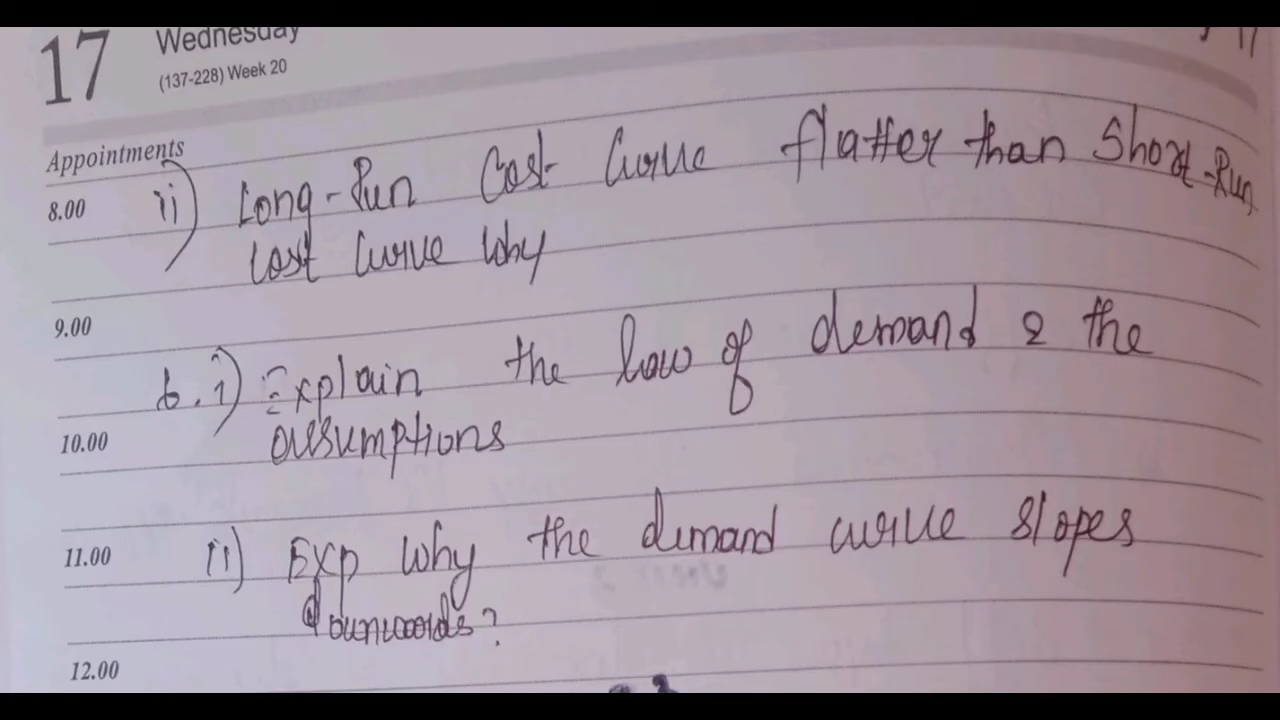 17 Wednesday
(137-228) Week 20
Appointments
8.00 ii) Long-Run Cost Curve flatter than Short-Run
Cost Curve Why
9.00
6.i) Explain the law of demand & the
10.00 assumptions
11.00 ii) Exp Why the demand curve slopes
downwards?
12.00